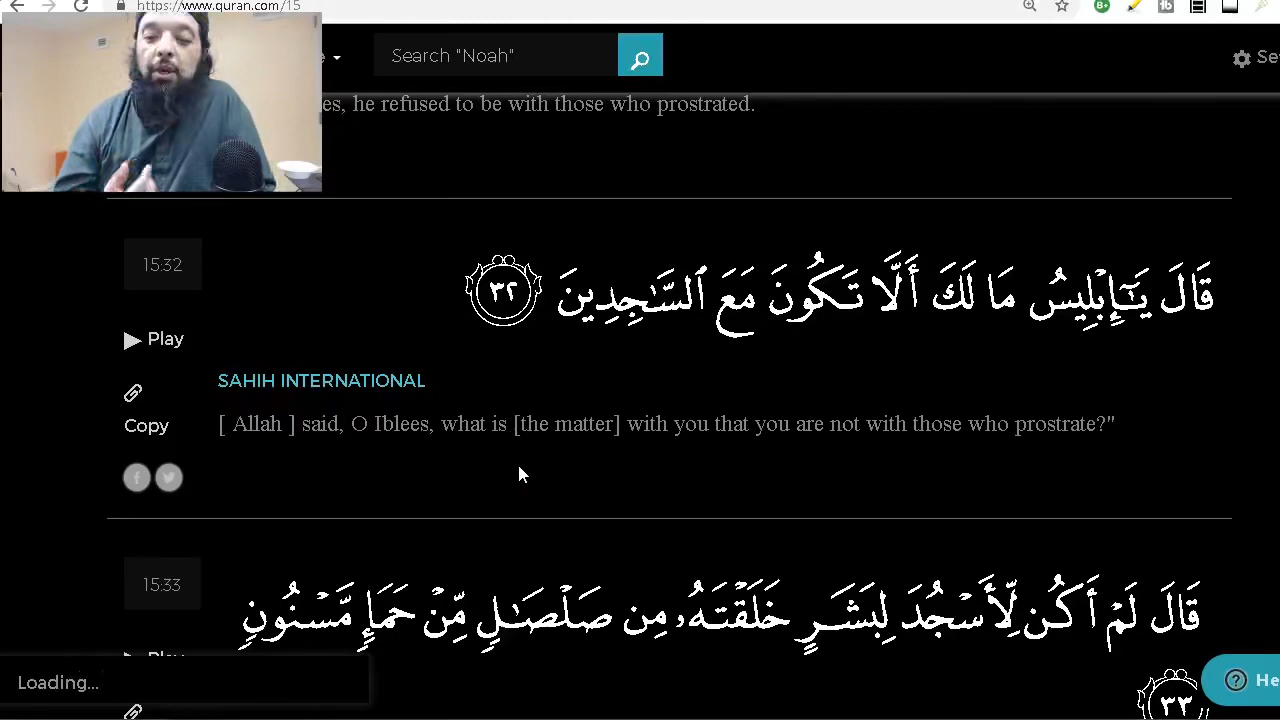 https://www.quran.com/15
Search "Noah"
he refused to be with those who prostrated.
15:32
قَالَ يَـٰٓإِبْلِيسُ مَا لَكَ أَلَّا تَكُونَ مَعَ ٱلسَّـٰجِدِينَ ٣٢
Play
SAHIH INTERNATIONAL
[ Allah ] said, O Iblees, what is [the matter] with you that you are not with those who prostrate?"
Copy
15:33
قَالَ لَمْ أَكُن لِّأَسْجُدَ لِبَشَرٍ خَلَقْتَهُۥ مِن صَلْصَـٰلٍ مِّنْ حَمَإٍ مَّسْنُونٍ
٣٣
Play
Loading...